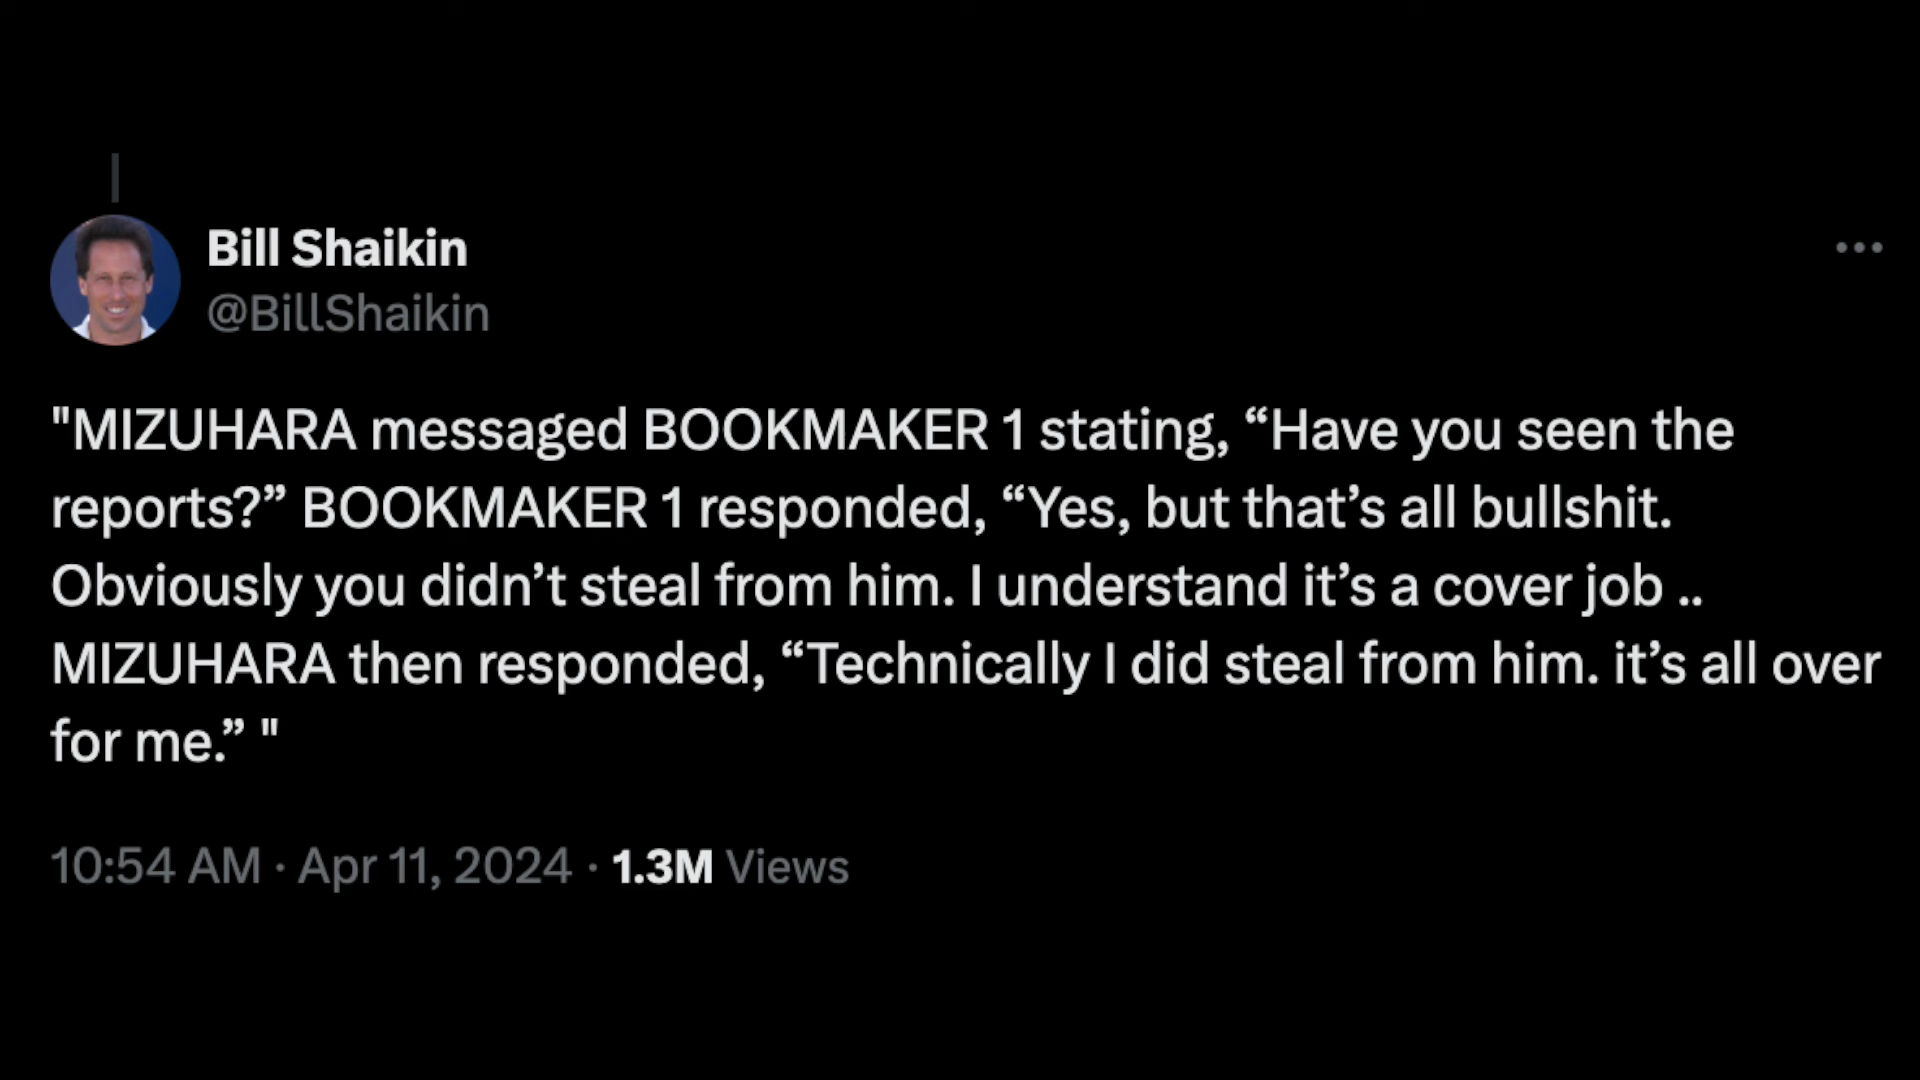 Bill Shaikin
@BillShaikin
"MIZUHARA messaged BOOKMAKER 1 stating, “Have you seen the
reports?” BOOKMAKER 1 responded, “Yes, but that’s all bullshit.
Obviously you didn’t steal from him. I understand it’s a cover job ..
MIZUHARA then responded, “Technically I did steal from him. it’s all over
for me.” "
10:54 AM · Apr 11, 2024 · 1.3M Views